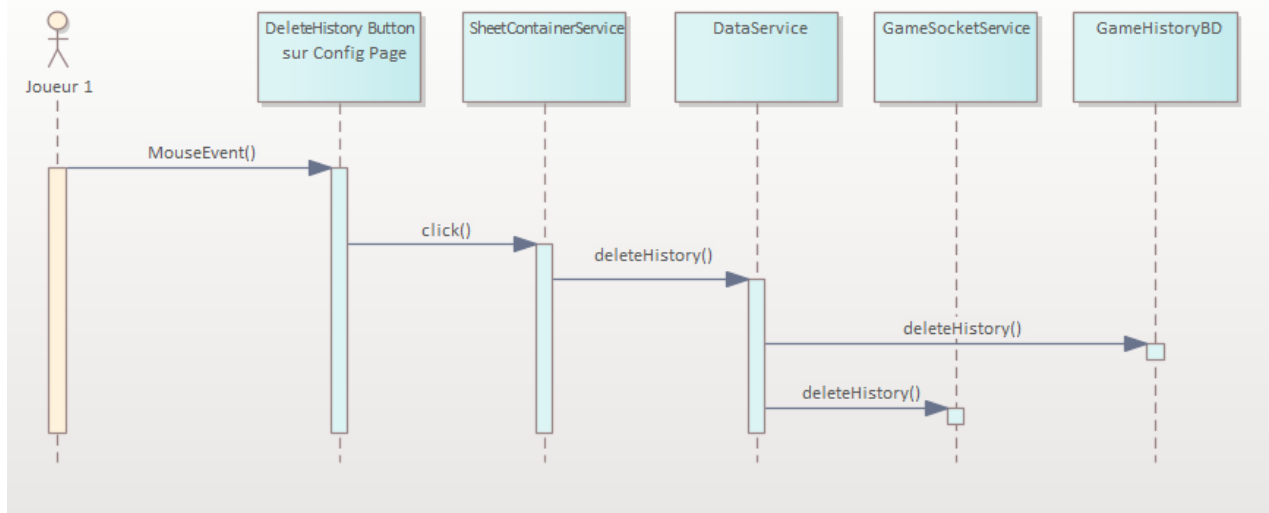 DeleteHistory Button
sur Config Page
SheetContainerService
DataService
GameSocketService
GameHistoryBD
Joueur 1
MouseEvent()
click()
deleteHistory()
deleteHistory()
deleteHistory()